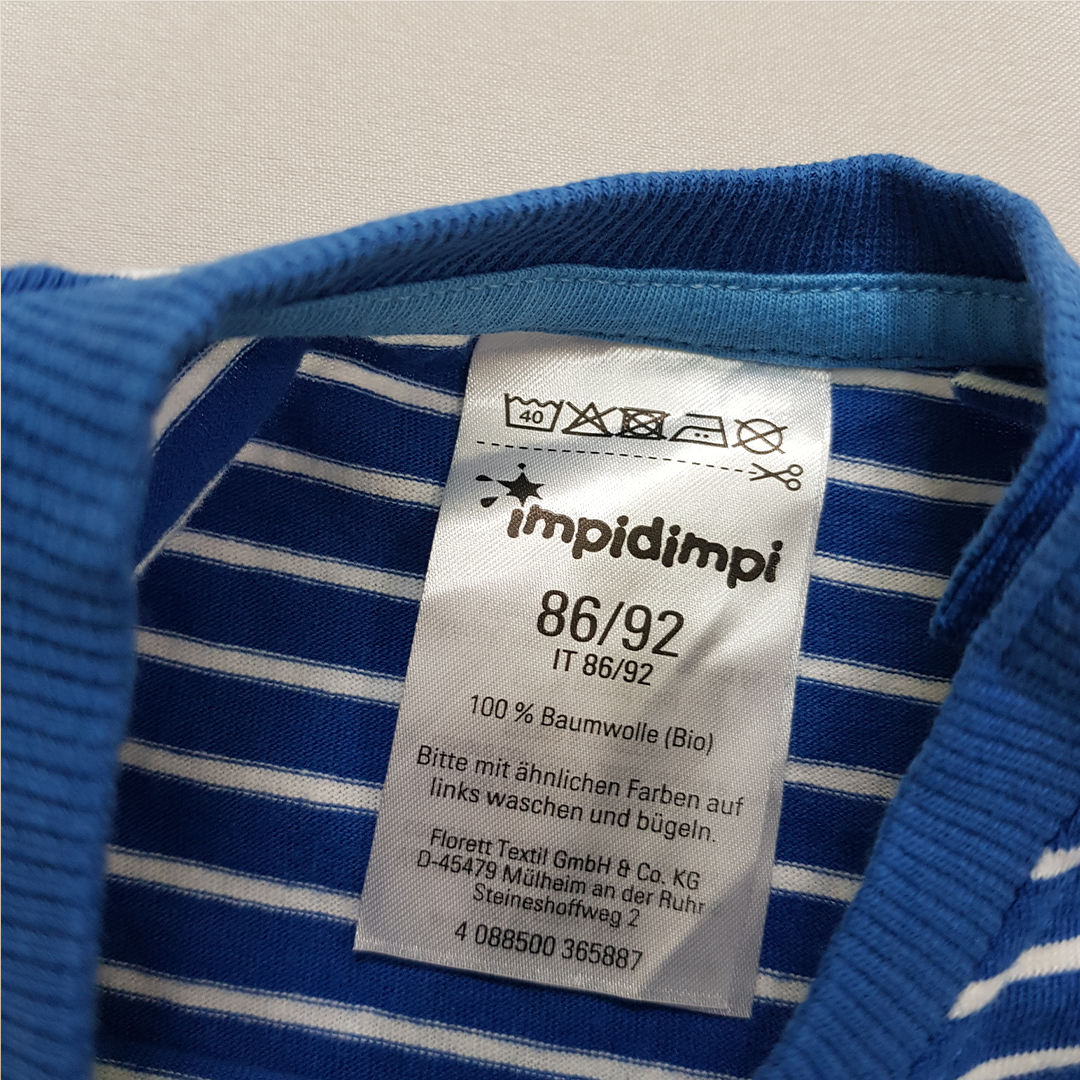 40
impidimpi
86/92
IT 86/92
100 % Baumwolle (Bio)
Bitte mit ähnlichen Farben auf
links waschen und bügeln.
Florett Textil GmbH & Co. KG
D-45479 Mülheim an der Ruhr
Steineshoffweg 2
4 088500 365887